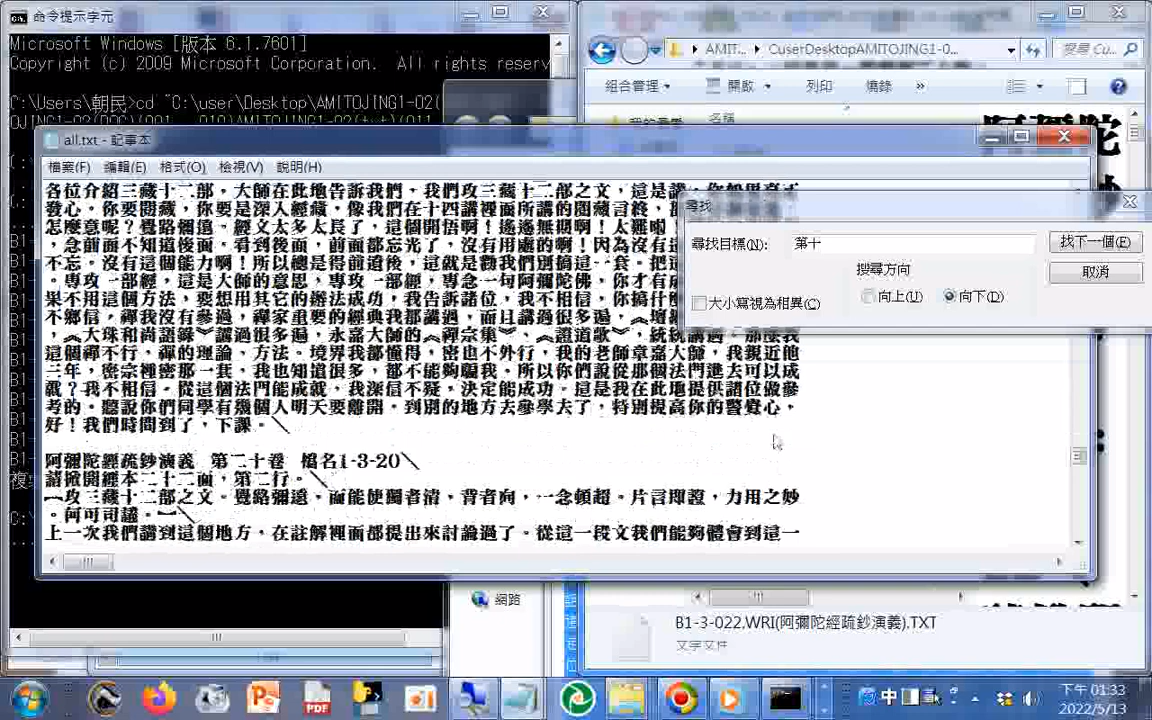 命令提示字元
Microsoft Windows [版本 6.1.7601]
Copyright (c) 2009 Microsoft Corporation. All rights reserv
C:\Users\朝民>cd "C:\user\Desktop\AMITOJING1-02(
AMIT...
CuserDesktopAMITOJING1-0...
搜尋 Cu...
組合管理
開啟
列印
燒錄
»
名稱
all.txt - 記事本
檔案(F) 編輯(E) 格式(O) 檢視(V) 說明(H)
各位介紹三藏十二部，大師在此地告訴我們，我們攻三藏十二部之文，這是
發心。你要閱藏，你要是深入經藏，像我們在十四講裡面所講的閱藏言終，
怎麼意呢？覺路彌遠。經文太多太長了，這個開悟啊！遙遙無期啊！太難啦！
，念前面不知道後面。看到後面，前面都忘光了，沒有用處的啊！因為沒有這
不忘。沒有這個能力啊！所以總是得前遺後，這就是勸我們別搞這一套。把這
。專攻一部經，這是大師的意思，專攻一部經，專念一句阿彌陀佛，你才
果不用這個方法，要想用其它的辦法成功，我告訴諸位，我不相信。你搞什麼
不鄉信，禪我沒有參過，禪家重要的經典我都講過，而且講過很多遍，《壇
，《大珠和尚語錄》講過很多遍，永嘉大師的《禪宗集》、《證道歌》，統統講過。那麼我
這個禪不行，禪的理論、方法。境界我都懂得，密也不外行，我的老師章嘉大師，我親近他
三年，密宗裡密那一套，我也知道很多，都不能夠騙我。所以你們說從那個法門進去可以成
就？我不相信。從這個法門能成就，我深信不疑，決定能成功。這是我在此地提供諸位做參
考的。聽說你們同學有幾個人明天要離開，到別的地方去參學去了，特別提高你的警覺心，
好！我們時間到了，下課。＼
阿彌陀經疏鈔演義　第二十卷　檔名1-3-20＼
請掀開經本二十二面，第二行。＼
【攻三藏十二部之文。覺路彌遠，而能使獨者清，背者向，一念頓超。片言即證，力用之妙
。何可司議。】＼
上一次我們講到這個地方，在註解裡面都提出來討論過了。從這一段文我們能夠體會到這一
尋找
尋找目標(N): 第十
找下一個(E)
搜尋方向
取消
大小寫視為相異(C)
向上(U) 向下(D)
網路
B1-3-022,WRI(阿彌陀經疏鈔演義).TXT
文字文件
中
下午 01:33
2022/5/13